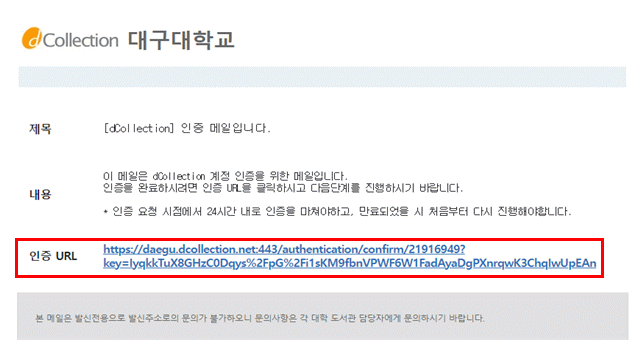 dCollection 대구대학교
제목 [dCollection] 인증 메일입니다.
이 메일은 dCollection 계정 인증을 위한 메일입니다.
내용 인증을 완료하시려면 인증 URL을 클릭하시고 다음단계를 진행하시기 바랍니다.
* 인증 요청 시점에서 24시간 내로 인증을 마쳐야하고, 만료되었을 시 처음부터 다시 진행해야합니다.
인증 URL https://daegu.dcollection.net:443/authentication/confirm/21916949?
key=IyqkkTuX8GHzC0Dqys%2FpG%2Fi1sKM9fbnVPWF6W1FadAyaDgPXnrqwK3ChqIwUpEAn
본 메일은 발신전용으로 발신주소로의 문의가 불가하오니 문의사항은 각 대학 도서관 담당자에게 문의하시기 바랍니다.